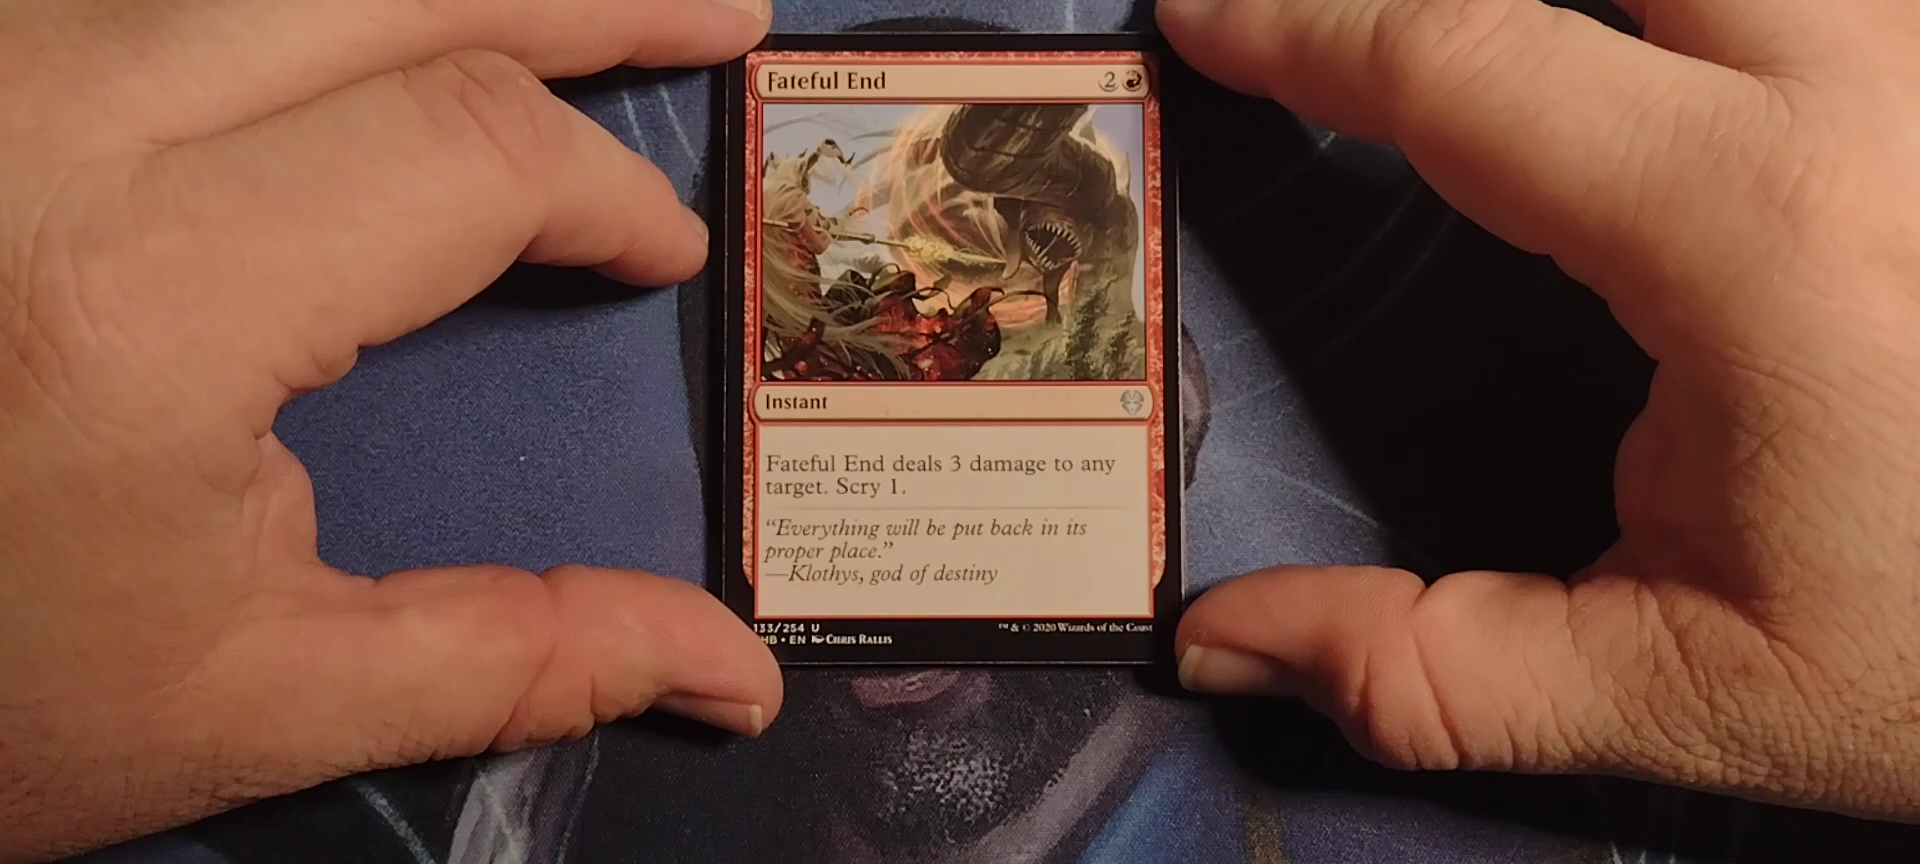 Fateful End 2
Instant
Fateful End deals 3 damage to any
target. Scry 1.
“Everything will be put back in its
proper place.”
—Klothys, god of destiny
133/254 U
HB • EN Chris Rallis
™ & © 2020 Wizards of the Coast